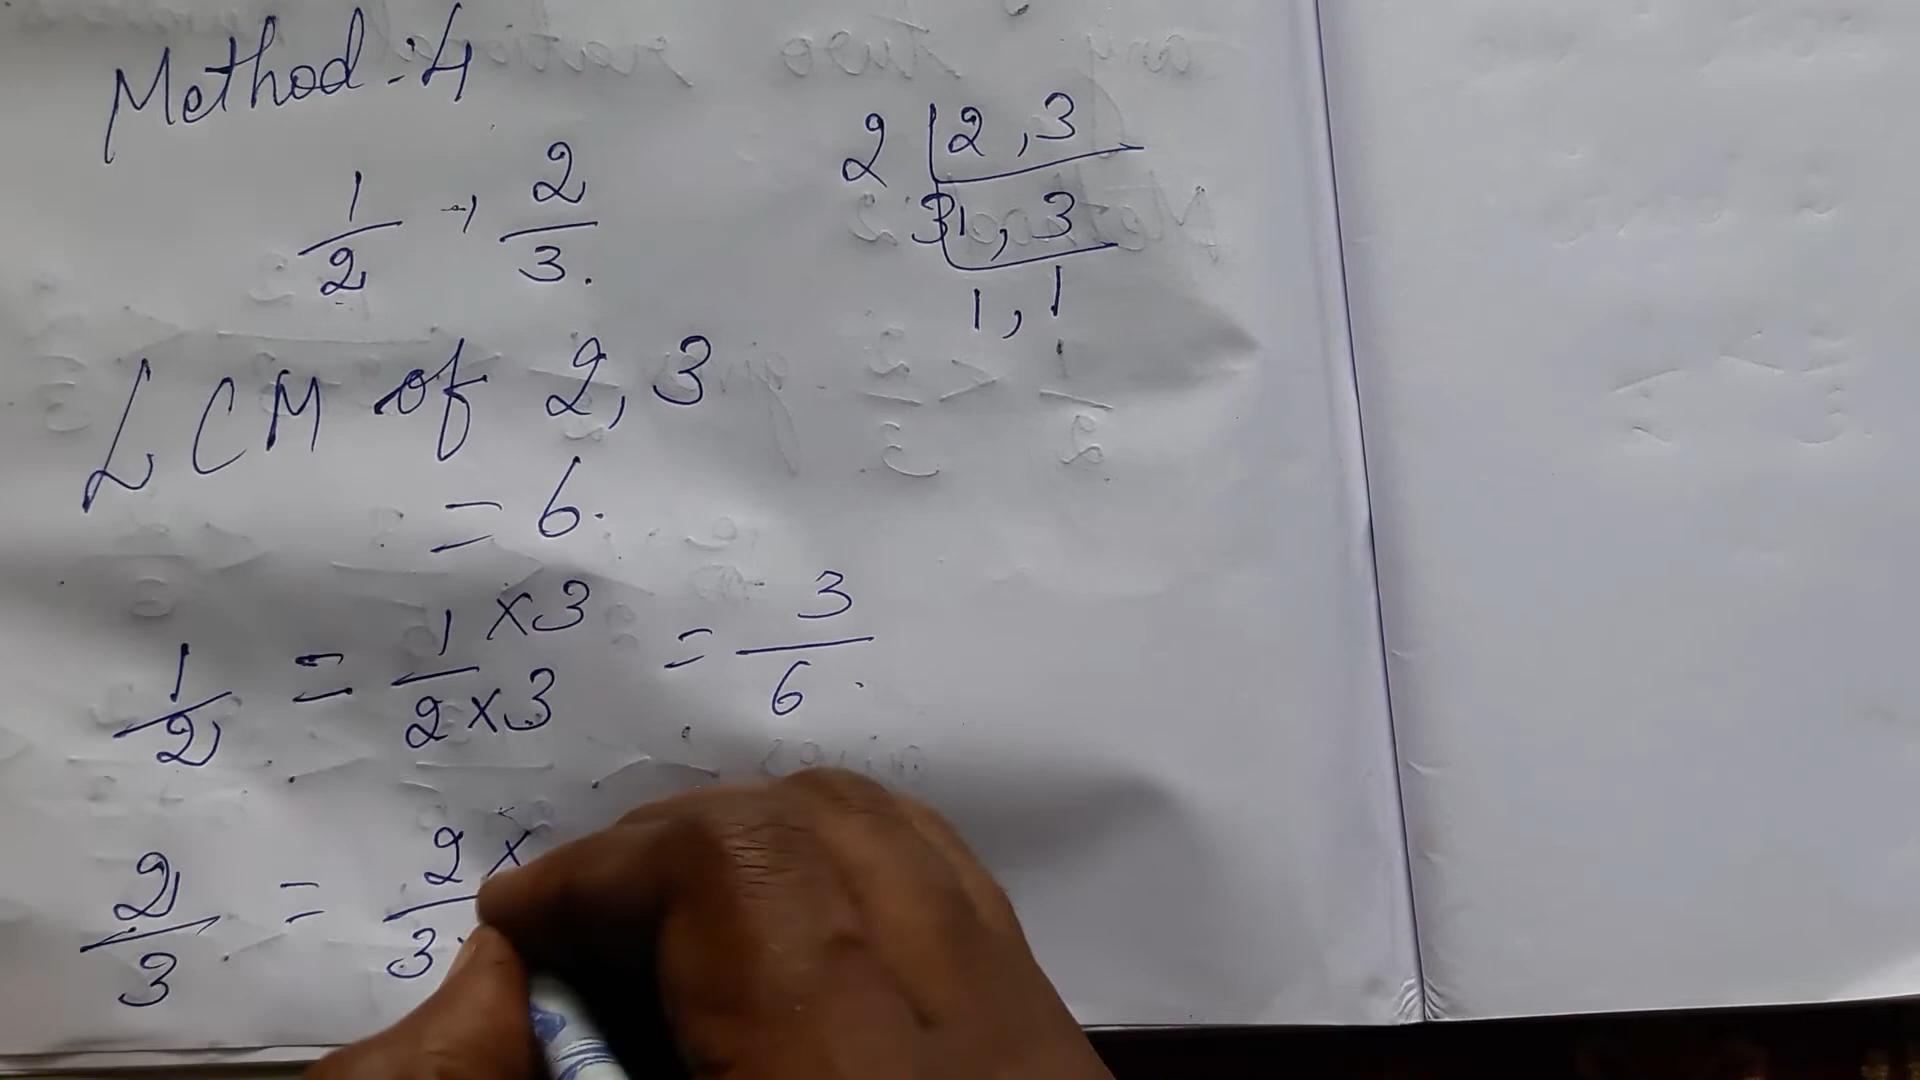 Method :- 4
1/2 , 2/3.
2 | 2 , 3
3 | 1 , 3
1 , 1
LCM of 2, 3
= 6.
1/2 = 1 × 3 / 2 × 3 = 3/6.
2/3 = 2 × / 3 ×